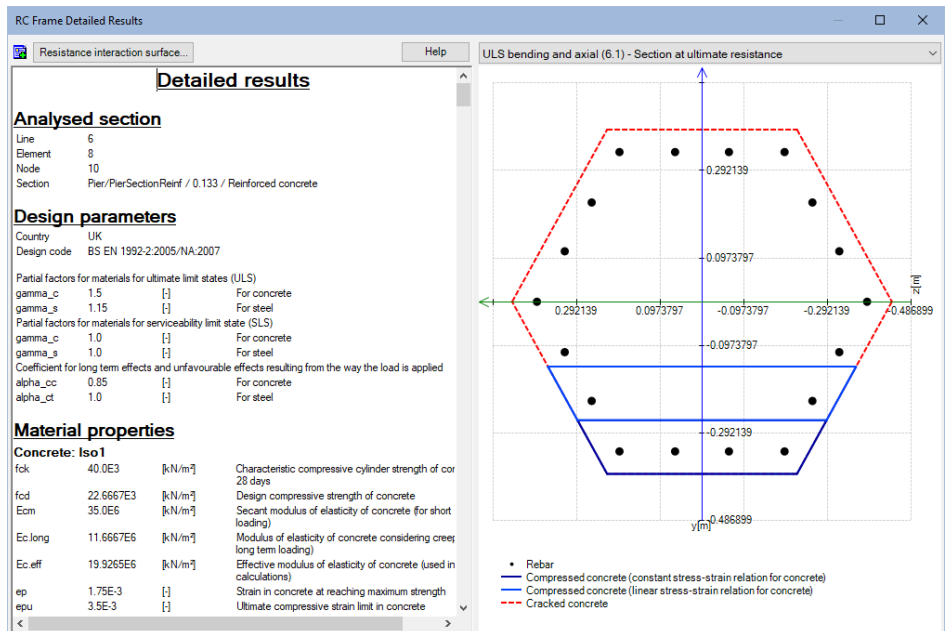 RC Frame Detailed Results
Resistance interaction surface...
Help
Detailed results
Analysed section
Line 6
Element 8
Node 10
Section Pier/PierSectionReinf / 0.133 / Reinforced concrete
Design parameters
Country UK
Design code BS EN 1992-2:2005/NA:2007
Partial factors for materials for ultimate limit states (ULS)
gamma_c 1.5 [-] For concrete
gamma_s 1.15 [-] For steel
Partial factors for materials for serviceability limit state (SLS)
gamma_c 1.0 [-] For concrete
gamma_s 1.0 [-] For steel
Coefficient for long term effects and unfavourable effects resulting from the way the load is applied
alpha_cc 0.85 [-] For concrete
alpha_ct 1.0 [-] For steel
Material properties
Concrete: Iso1
fck 40.0E3 [kN/m²] Characteristic compressive cylinder strength of cor
28 days
fcd 22.6667E3 [kN/m²] Design compressive strength of concrete
Ecm 35.0E6 [kN/m²] Secant modulus of elasticity of concrete (for short
loading)
Ec.long 11.6667E6 [kN/m²] Modulus of elasticity of concrete considering creep
long term loading)
Ec.eff 19.9265E6 [kN/m²] Effective modulus of elasticity of concrete (used in
calculations)
ep 1.75E-3 [-] Strain in concrete at reaching maximum strength
epu 3.5E-3 [-] Ultimate compressive strain limit in concrete
ULS bending and axial (6.1) - Section at ultimate resistance
0.292139
0.0973797
z[m]
0.292139 0.0973797 -0.0973797 -0.292139 -0.486899
-0.0973797
-0.292139
-0.486899
y[m]
Rebar
Compressed concrete (constant stress-strain relation for concrete)
Compressed concrete (linear stress-strain relation for concrete)
Cracked concrete